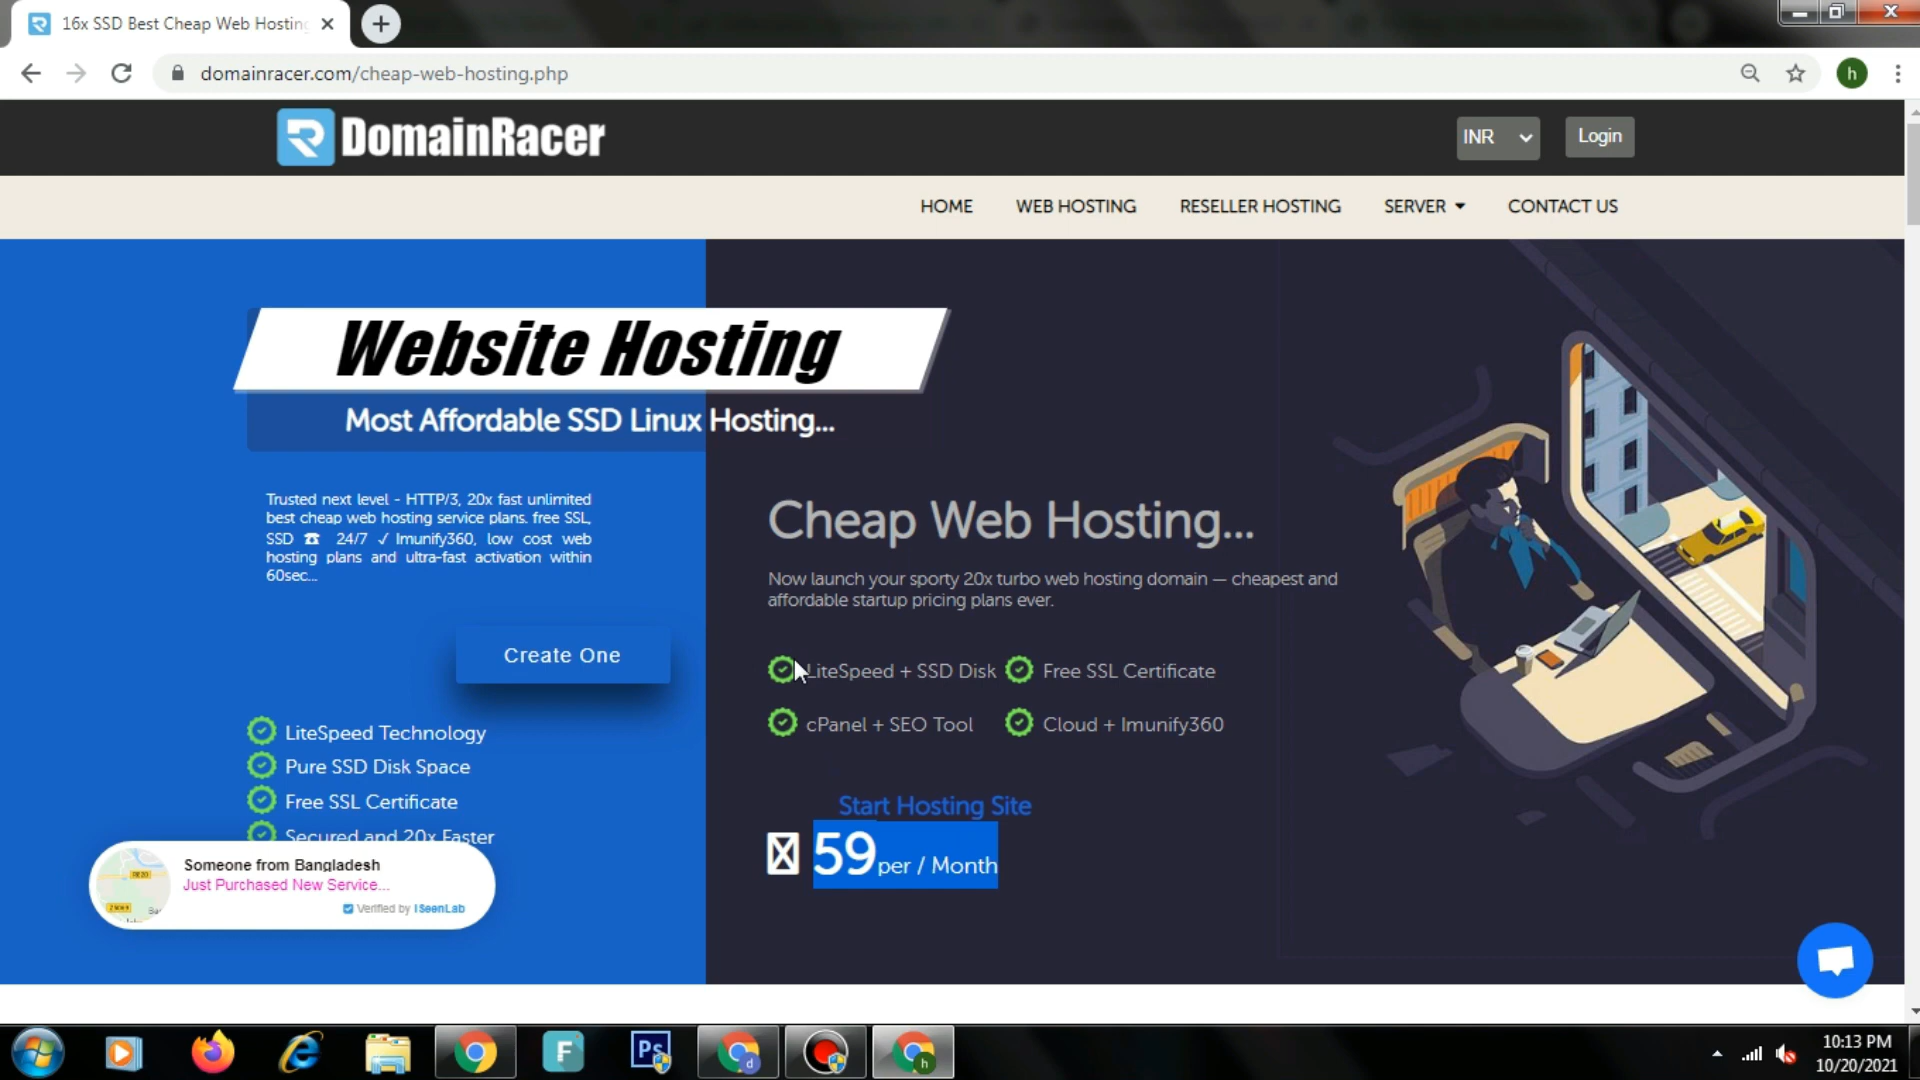 16x SSD Best Cheap Web Hosting
domainracer.com/cheap-web-hosting.php
h
DomainRacer
INR
Login
HOME
WEB HOSTING
RESELLER HOSTING
SERVER
CONTACT US
Website Hosting
Most Affordable SSD Linux Hosting...
Trusted next level - HTTP/3, 20x fast unlimited
best cheap web hosting service plans. free SSL,
SSD ☎ 24/7 ✓ Imunify360, low cost web
hosting plans and ultra-fast activation within
60sec...
Create One
LiteSpeed Technology
Pure SSD Disk Space
Free SSL Certificate
Secured and 20x Faster
Someone from Bangladesh
Just Purchased New Service...
Verified by ISeenLab
Cheap Web Hosting...
Now launch your sporty 20x turbo web hosting domain — cheapest and
affordable startup pricing plans ever.
LiteSpeed + SSD Disk
Free SSL Certificate
cPanel + SEO Tool
Cloud + Imunify360
Start Hosting Site
59 per / Month
F
Ps
d
h
10:13 PM
10/20/2021